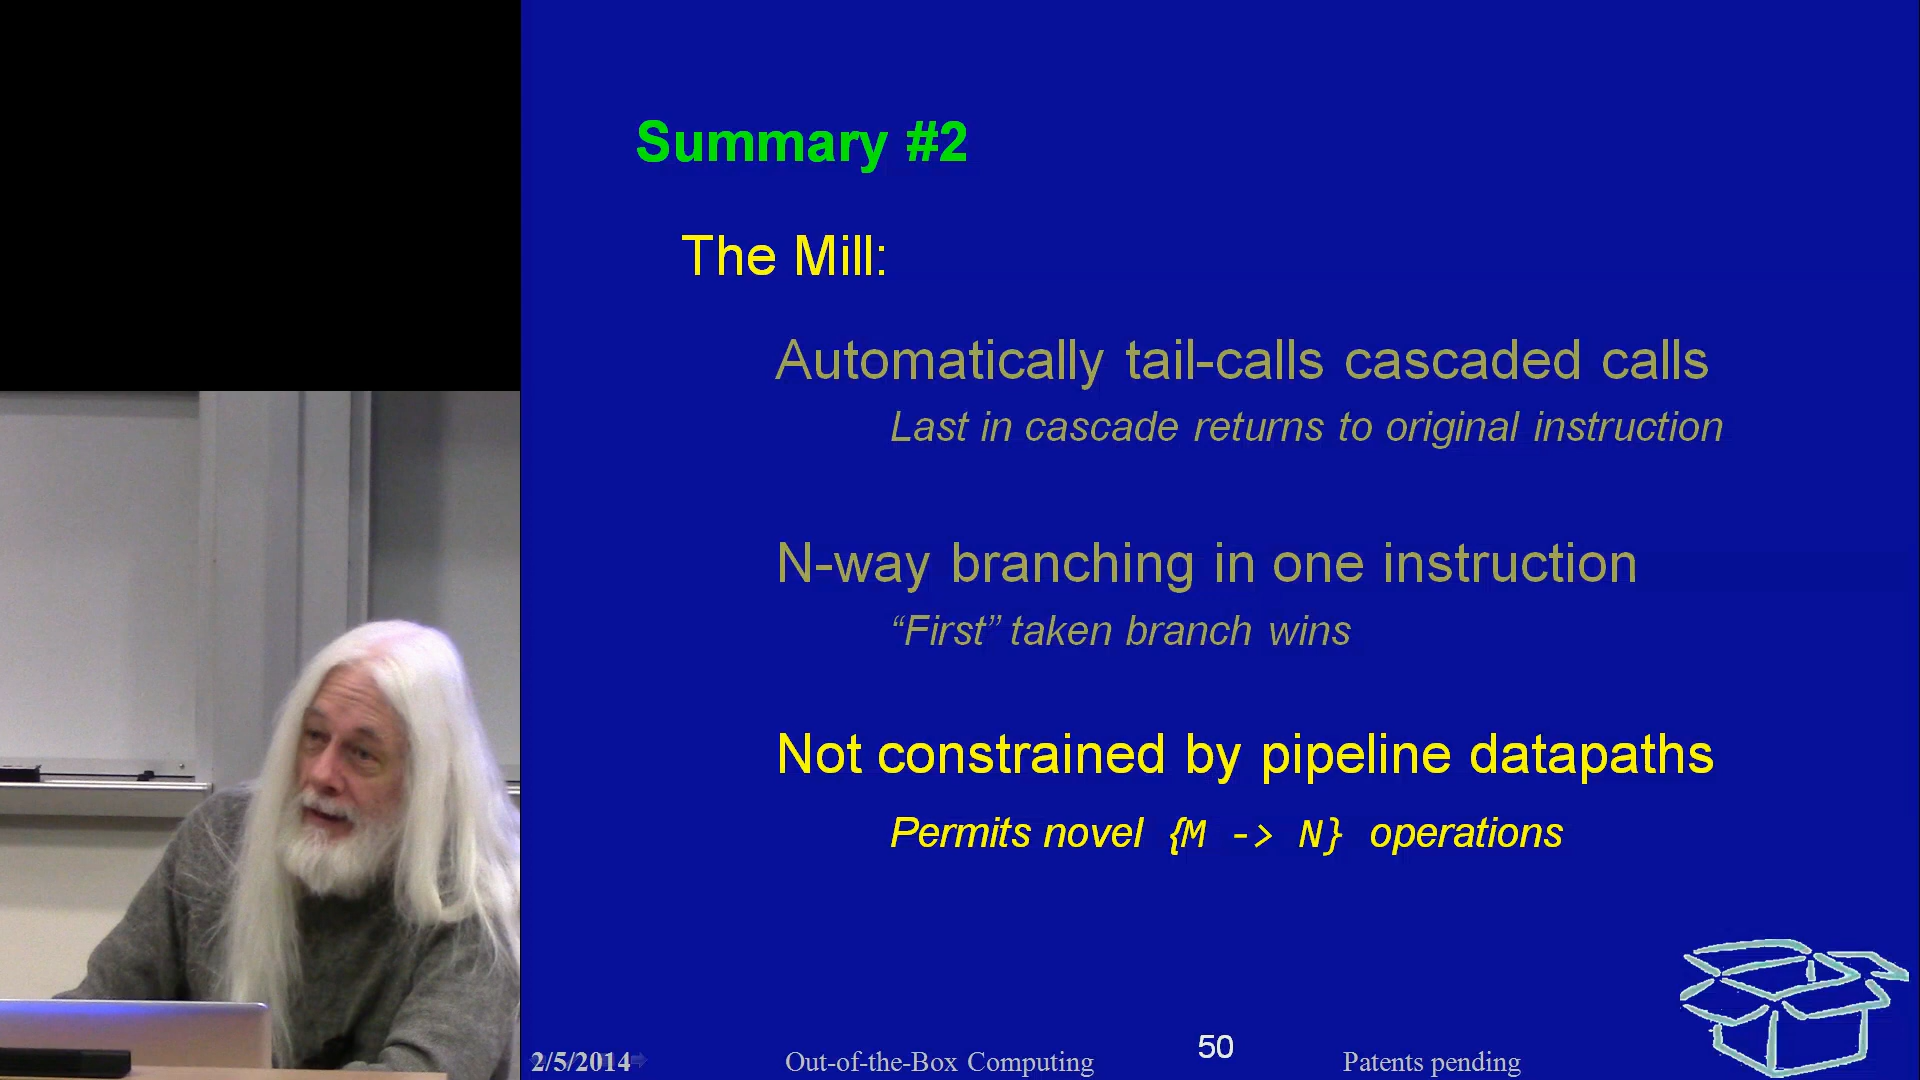 Summary #2
The Mill:
Automatically tail-calls cascaded calls
Last in cascade returns to original instruction
N-way branching in one instruction
“First” taken branch wins
Not constrained by pipeline datapaths
Permits novel {M -> N} operations
2/5/2014 Out-of-the-Box Computing 50 Patents pending